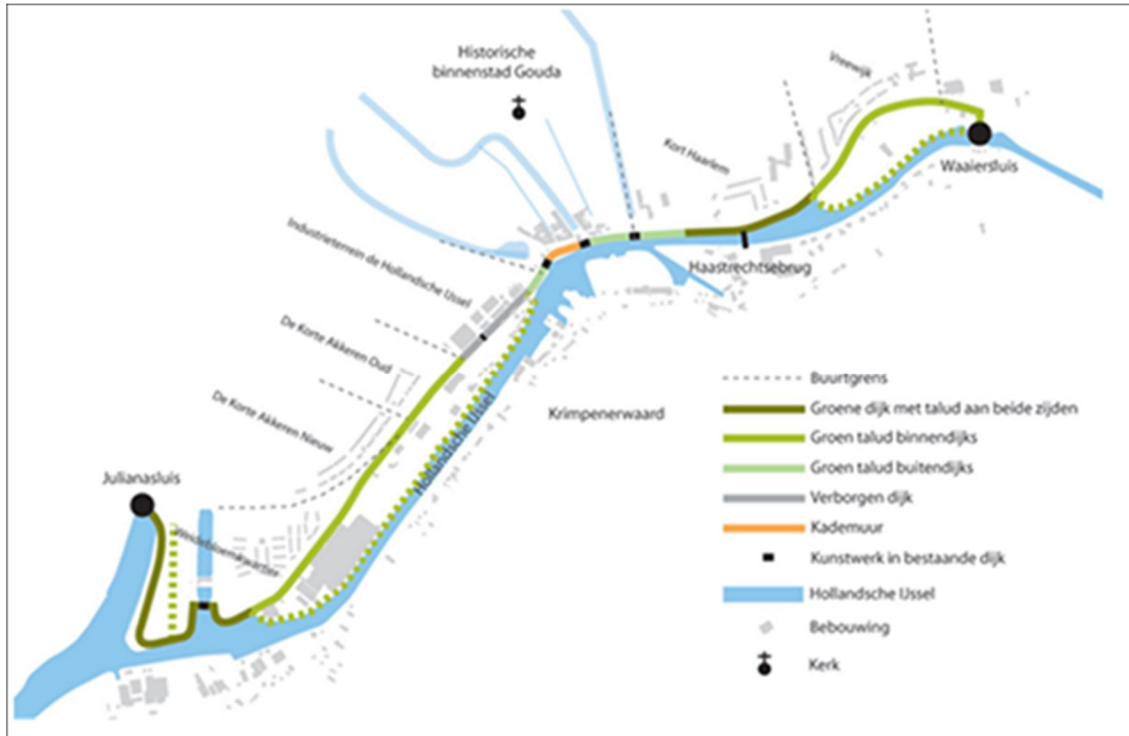 Historische
binnenstad Gouda
Vreewijk
Kort Haarlem
Waaiersluis
Industrieterrein de Hollandsche IJssel
Haastrechtsebrug
De Korte Akkeren Oud
De Korte Akkeren Nieuw
Hollandsche IJssel
Krimpenerwaard
Julianasluis
Weidebloemkwartier
Buurtgrens
Groene dijk met talud aan beide zijden
Groen talud binnendijks
Groen talud buitendijks
Verborgen dijk
Kademuur
Kunstwerk in bestaande dijk
Hollandsche IJssel
Bebouwing
Kerk